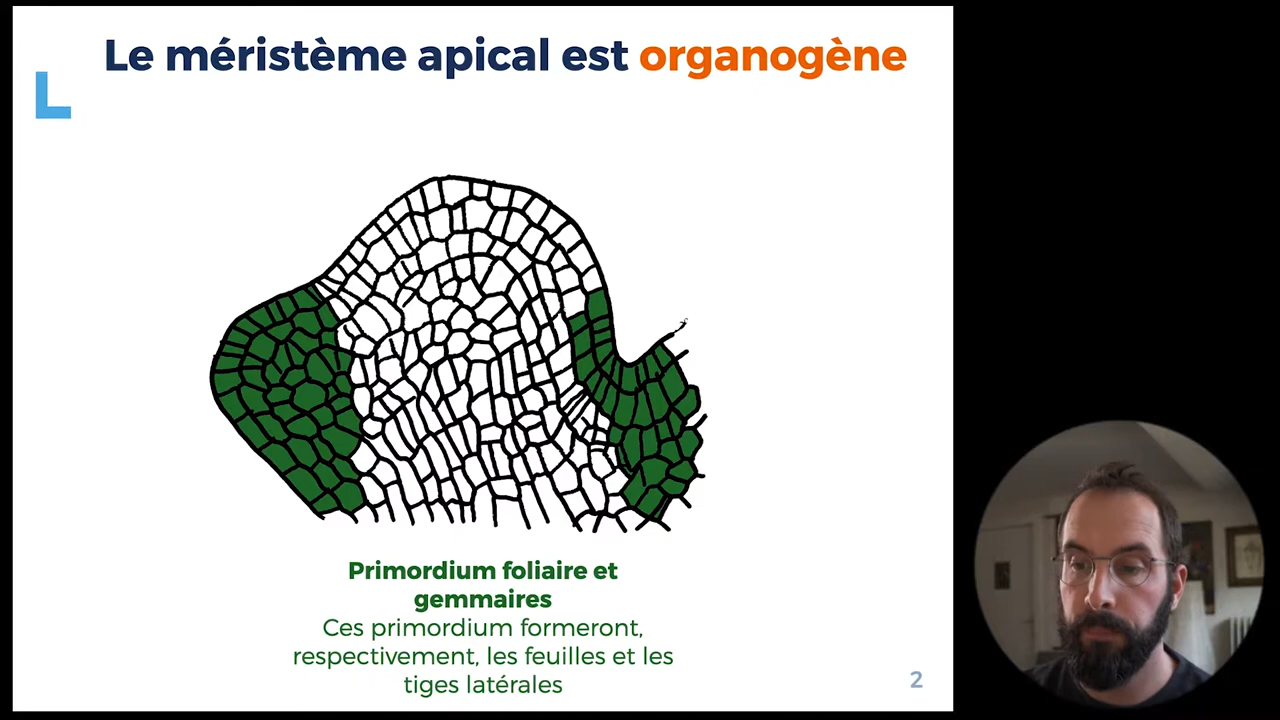 Le méristème apical est organogène
Primordium foliaire et
gemmaires
Ces primordium formeront,
respectivement, les feuilles et les
tiges latérales
2